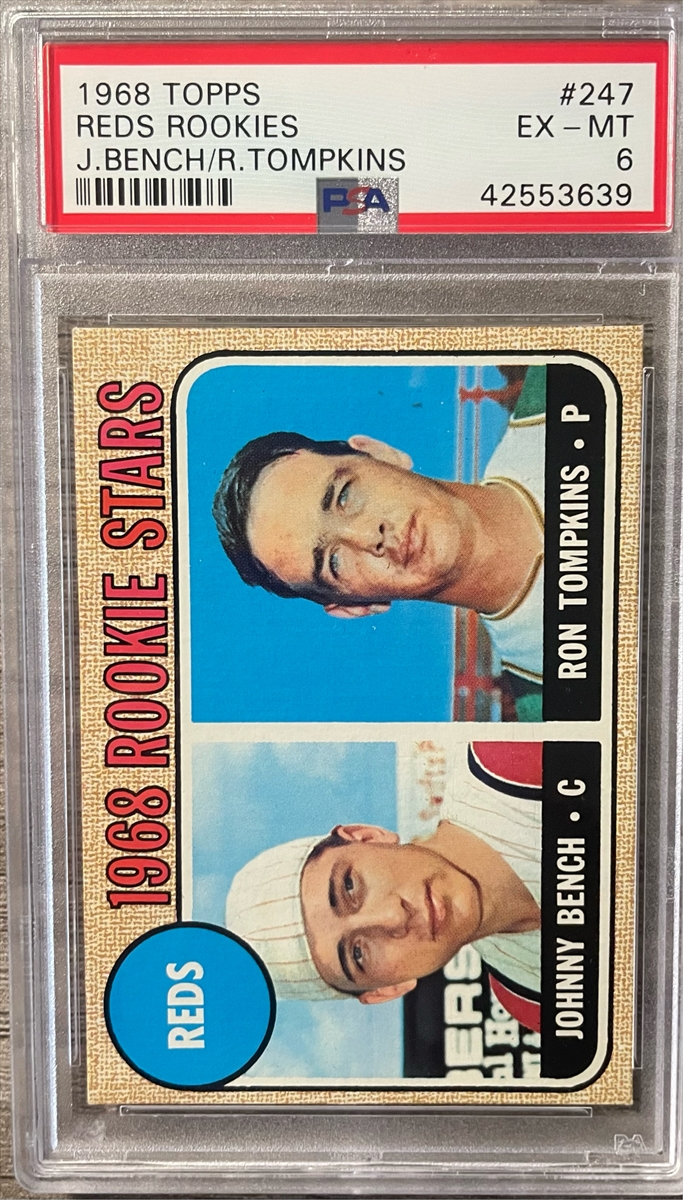 1968 TOPPS #247
REDS ROOKIES EX – MT
J.BENCH/R.TOMPKINS 6
PSA 42553639
1968 ROOKIE STARS
REDS
JOHNNY BENCH • C
RON TOMPKINS • P
ERS